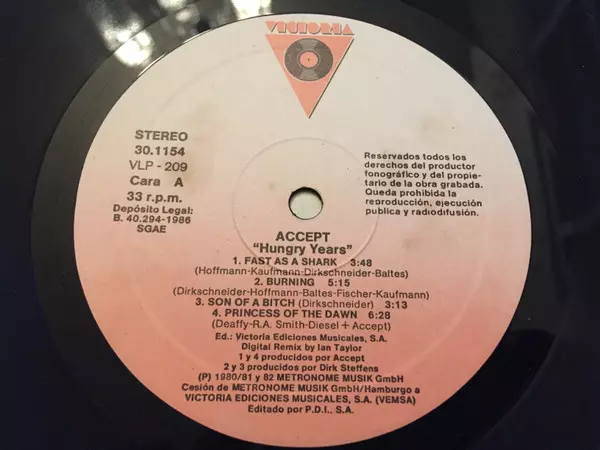 VICTORIA
STEREO
30.1154
VLP - 209
Cara A
33 r.p.m.
Depósito Legal:
B. 40.294-1986
SGAE
Reservados todos los
derechos del productor
fonográfico y del propie-
tario de la obra grabada.
Queda prohibida la
reproducción, ejecución
publica y radiodifusión.
ACCEPT
"Hungry Years"
1. FAST AS A SHARK 3:48
(Hoffmann-Kaufmann-Dirkschneider-Baltes)
2. BURNING 5:15
(Dirkschneider-Hoffmann-Baltes-Fischer-Kaufmann)
3. SON OF A BITCH (Dirkschneider) 3:13
4. PRINCESS OF THE DAWN 6:28
(Deaffy-R.A. Smith-Diesel + Accept)
Ed.: Victoria Ediciones Musicales, S.A.
Digital Remix by Ian Taylor
1 y 4 producidos por Accept
2 y 3 producidos por Dirk Steffens
(P) 1980/81 y 82 METRONOME MUSIK GmbH
Cesión de METRONOME MUSIK GmbH/Hamburgo a
VICTORIA EDICIONES MUSICALES, S.A. (VEMSA)
Editado por P.D.I., S.A.